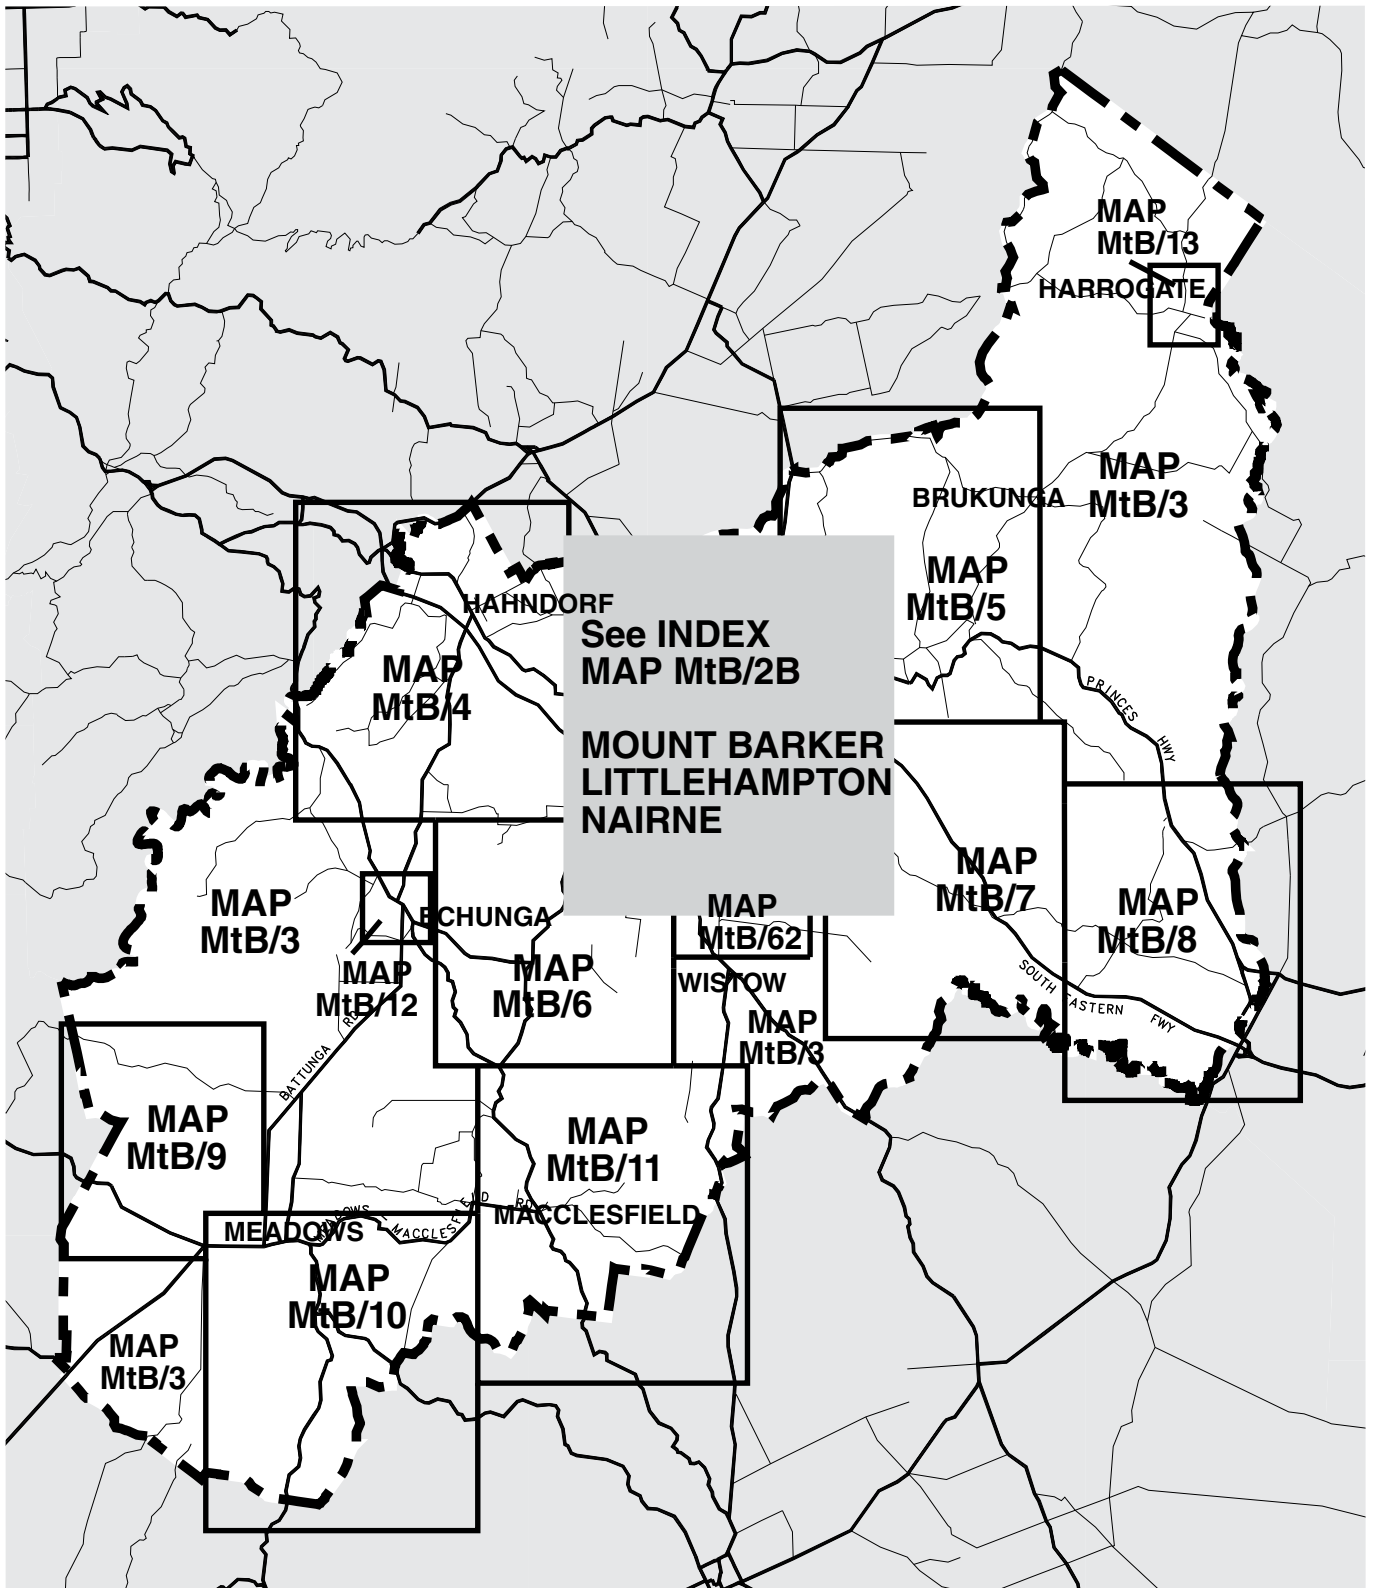 MAP
MtB/13
HARROGATE
MAP
MtB/3
BRUKUNGA
MAP
MtB/5
HAHNDORF
See INDEX
MAP MtB/2B
MAP
MtB/4
PRINCES
HWY
MOUNT BARKER
LITTLEHAMPTON
NAIRNE
MAP
MtB/7
MAP
MtB/8
MAP
MtB/3
ECHUNGA
MAP
MtB/62
MAP
MtB/12
MAP
MtB/6
WISTOW
SOUTH EASTERN FWY
MAP
MtB/3
BATTUNGA RD
MAP
MtB/9
MAP
MtB/11
MACCLESFIELD
MEADOWS
MEADOWS - MACCLESFIELD RD
MAP
MtB/10
MAP
MtB/3